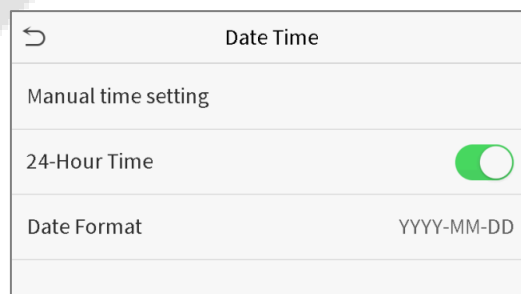 Date Time
Manual time setting
24-Hour Time
Date Format YYYY-MM-DD